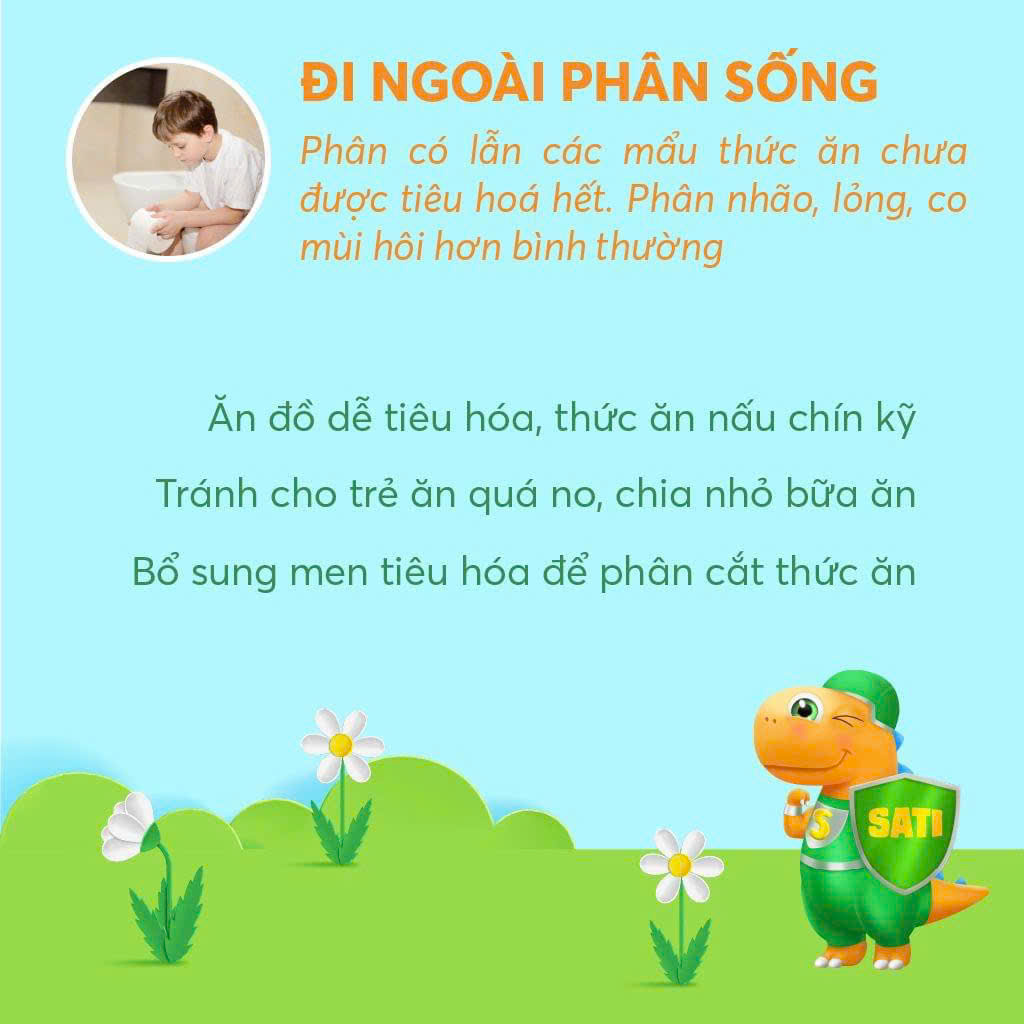 ĐI NGOÀI PHÂN SỐNG
Phân có lẫn các mẩu thức ăn chưa
được tiêu hoá hết. Phân nhão, lỏng, co
mùi hôi hơn bình thường
Ăn đồ dễ tiêu hóa, thức ăn nấu chín kỹ
Tránh cho trẻ ăn quá no, chia nhỏ bữa ăn
Bổ sung men tiêu hóa để phân cắt thức ăn
S
SATI